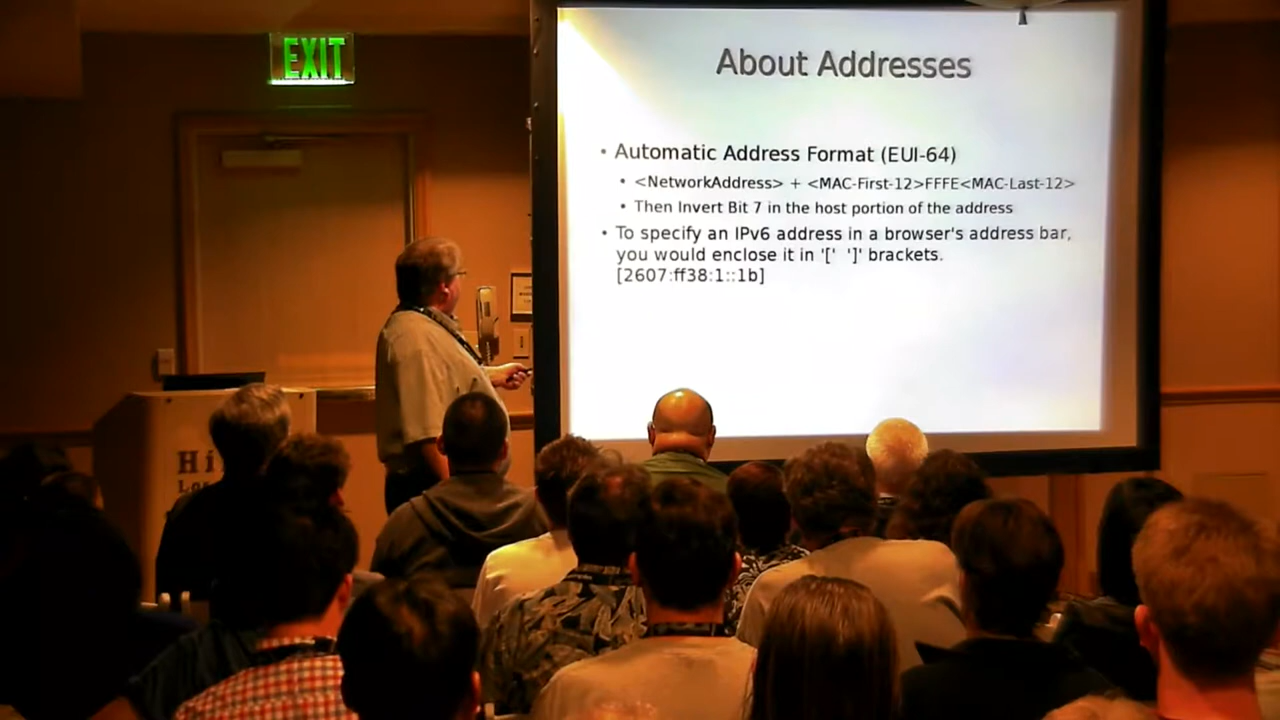 EXIT
About Addresses
• Automatic Address Format (EUI-64)
• <NetworkAddress> + <MAC-First-12>FFFE<MAC-Last-12>
• Then Invert Bit 7 in the host portion of the address
• To specify an IPv6 address in a browser's address bar,
you would enclose it in '[' ']' brackets.
[2607:ff38:1::1b]